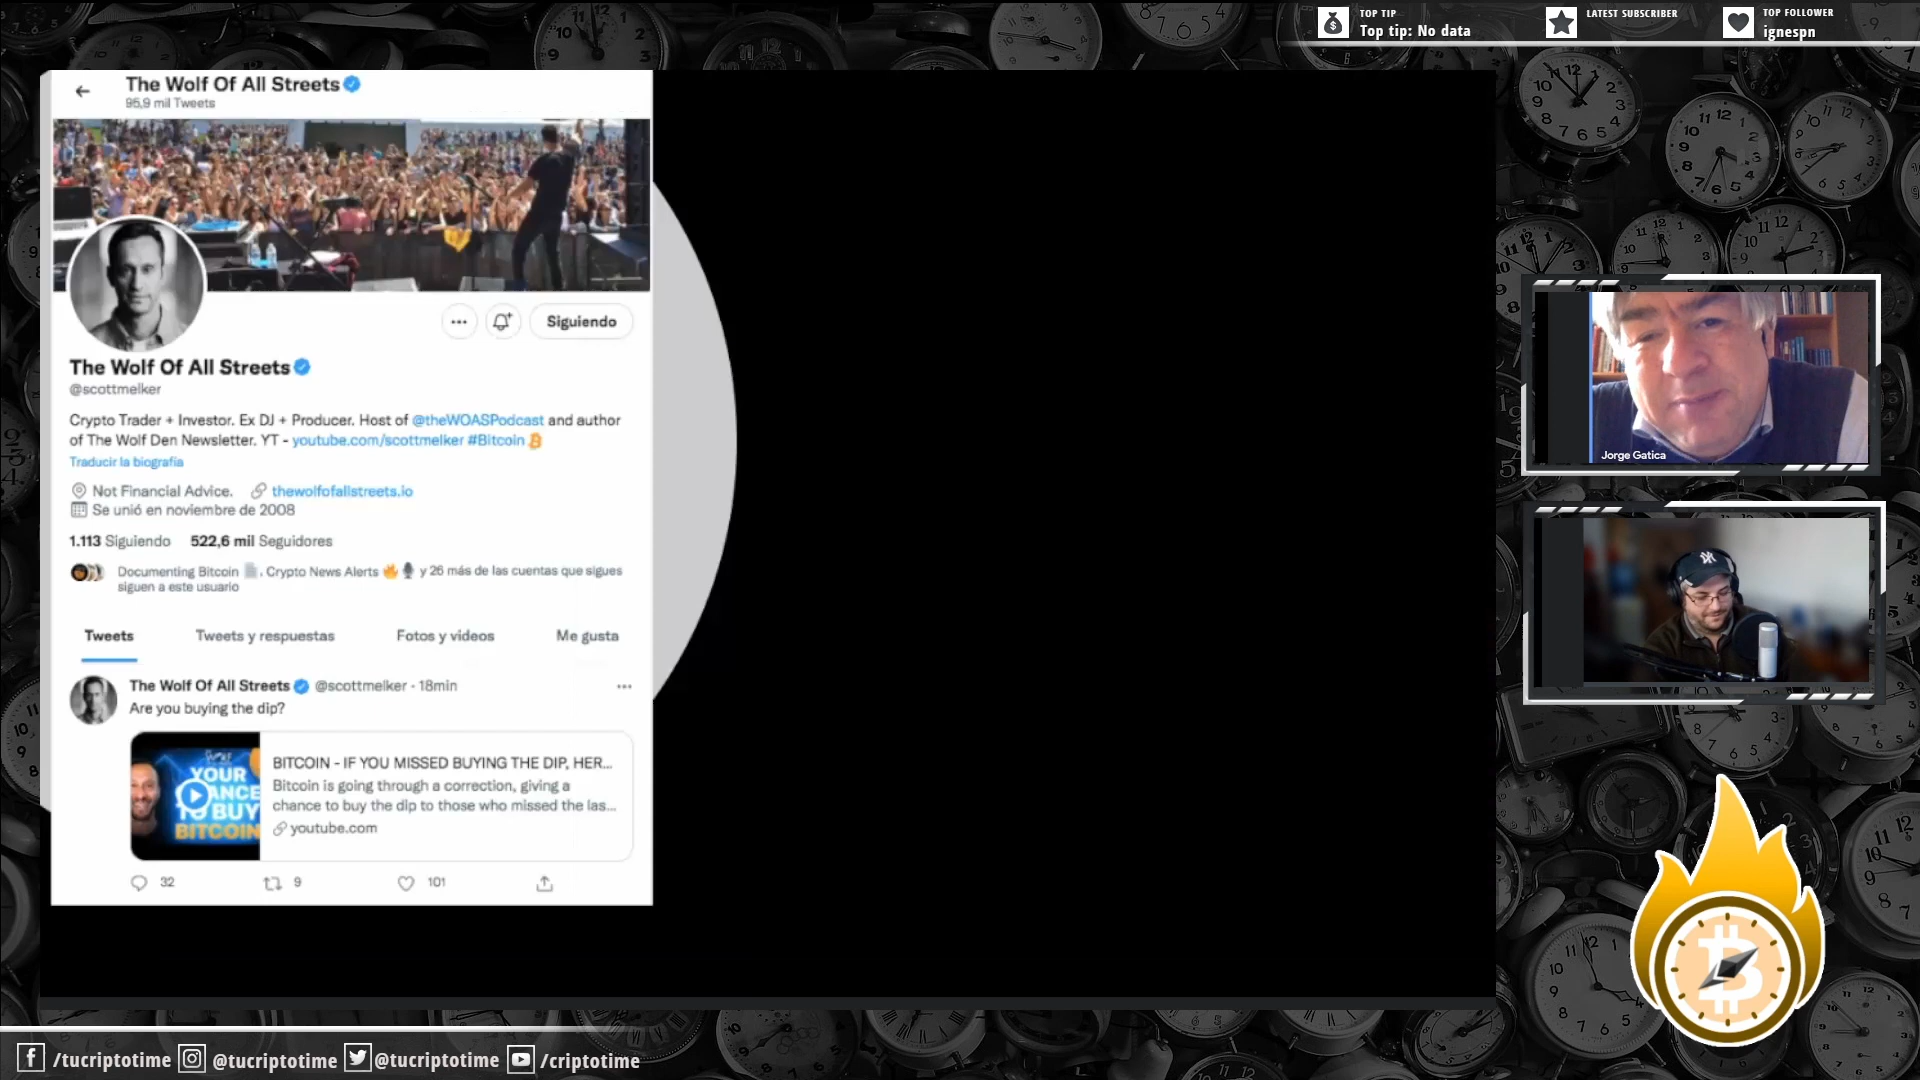 TOP TIP
Top tip: No data
LATEST SUBSCRIBER
TOP FOLLOWER
ignespn
The Wolf Of All Streets
95,9 mil Tweets
Siguiendo
The Wolf Of All Streets
@scottmelker
Crypto Trader + Investor. Ex DJ + Producer. Host of @theWOASPodcast and author
of The Wolf Den Newsletter. YT - youtube.com/scottmelker #Bitcoin
Traducir la biografía
Not Financial Advice. thewolfofallstreets.io
Se unió en noviembre de 2008
1.113 Siguiendo 522,6 mil Seguidores
Documenting Bitcoin , Crypto News Alerts y 26 más de las cuentas que sigues
siguen a este usuario
Tweets Tweets y respuestas Fotos y videos Me gusta
The Wolf Of All Streets @scottmelker · 18min
Are you buying the dip?
YOUR
TO BUY
BITCOIN
BITCOIN - IF YOU MISSED BUYING THE DIP, HER...
Bitcoin is going through a correction, giving a
chance to buy the dip to those who missed the las...
youtube.com
32 9 101
Jorge Gatica
/tucriptotime @tucriptotime @tucriptotime /criptotime